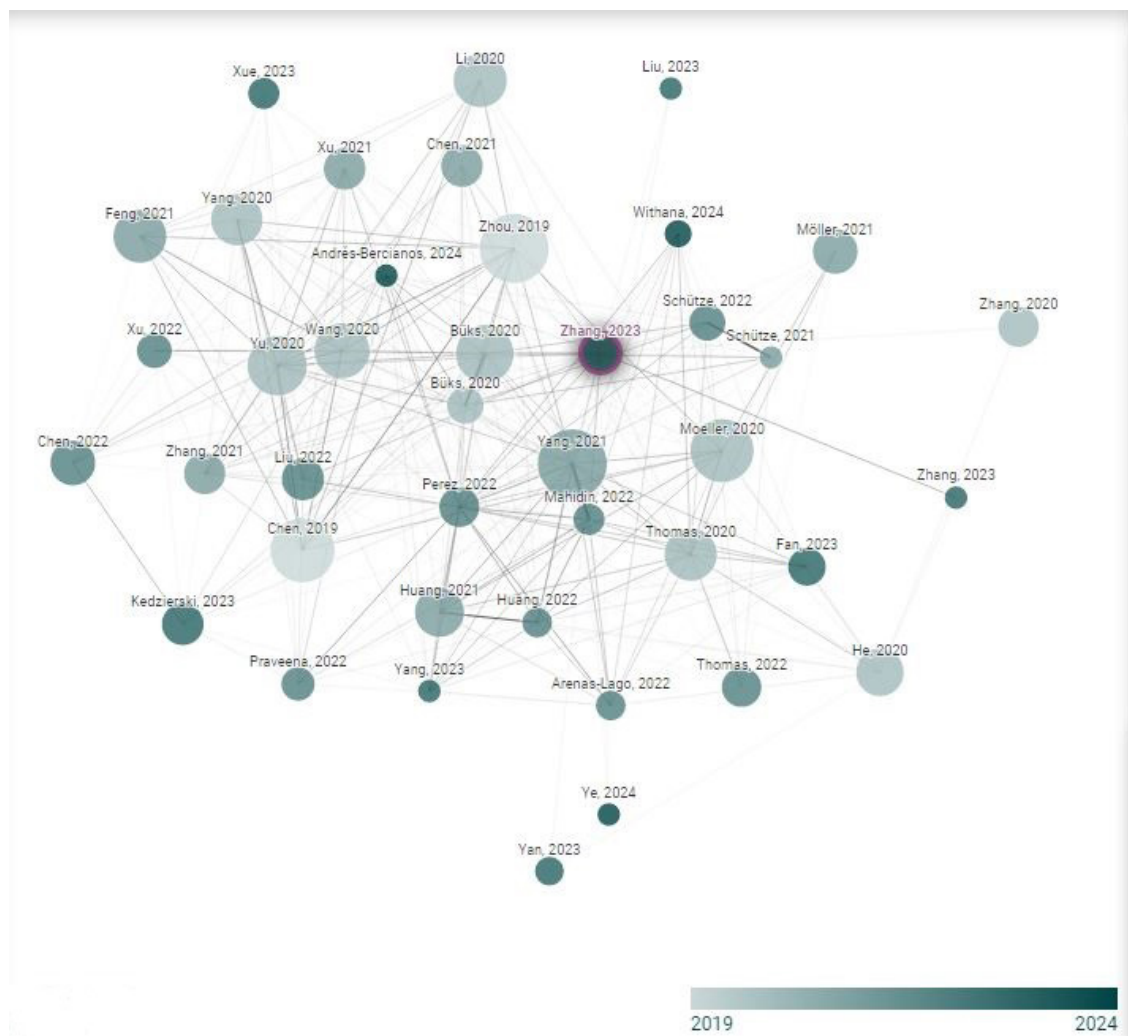 Li, 2020
Liu, 2023
Xue, 2023
Xu, 2021
Chen, 2021
Yang, 2020
Feng, 2021
Zhou, 2019
Withana, 2024
Möller, 2021
Andrés-Bercianos, 2024
Schütze, 2022
Zhang, 2020
Xu, 2022
Yu, 2020
Wang, 2020
Büks, 2020
Zhang, 2023
Schütze, 2021
Büks, 2020
Chen, 2022
Zhang, 2021
Liu, 2022
Yang, 2021
Moeller, 2020
Perez, 2022
Mahidin, 2022
Zhang, 2023
Chen, 2019
Thomas, 2020
Fan, 2023
Kedzierski, 2023
Huang, 2021
Huang, 2022
He, 2020
Praveena, 2022
Yang, 2023
Arenas-Lago, 2022
Thomas, 2022
Ye, 2024
Yan, 2023
2019
2024